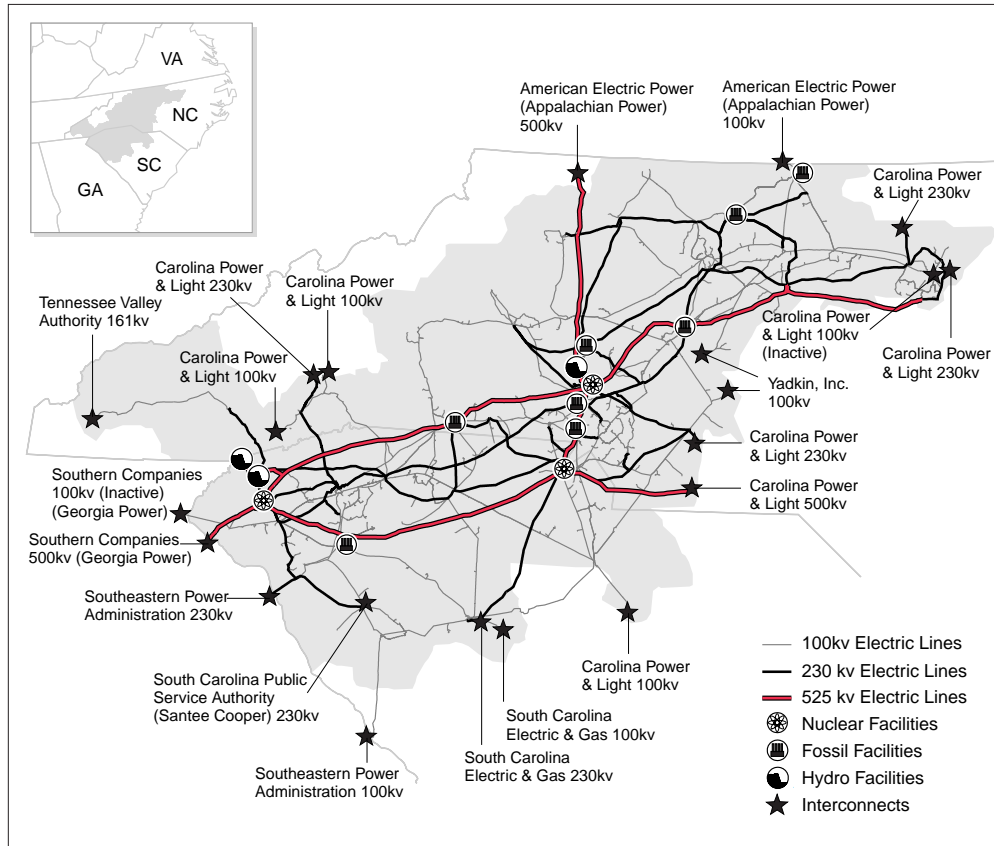 VA
NC
SC
GA
American Electric Power
(Appalachian Power)
500kv
American Electric Power
(Appalachian Power)
100kv
Carolina Power
& Light 230kv
Carolina Power
& Light 230kv
Carolina Power
& Light 100kv
Tennessee Valley
Authority 161kv
Carolina Power
& Light 100kv
Carolina Power
& Light 100kv
(Inactive)
Carolina Power
& Light 230kv
Yadkin, Inc.
100kv
Carolina Power
& Light 230kv
Carolina Power
& Light 500kv
Southern Companies
100kv (Inactive)
(Georgia Power)
Southern Companies
500kv (Georgia Power)
Southeastern Power
Administration 230kv
South Carolina Public
Service Authority
(Santee Cooper) 230kv
Southeastern Power
Administration 100kv
South Carolina
Electric & Gas 230kv
South Carolina
Electric & Gas 100kv
Carolina Power
& Light 100kv
100kv Electric Lines
230 kv Electric Lines
525 kv Electric Lines
Nuclear Facilities
Fossil Facilities
Hydro Facilities
Interconnects